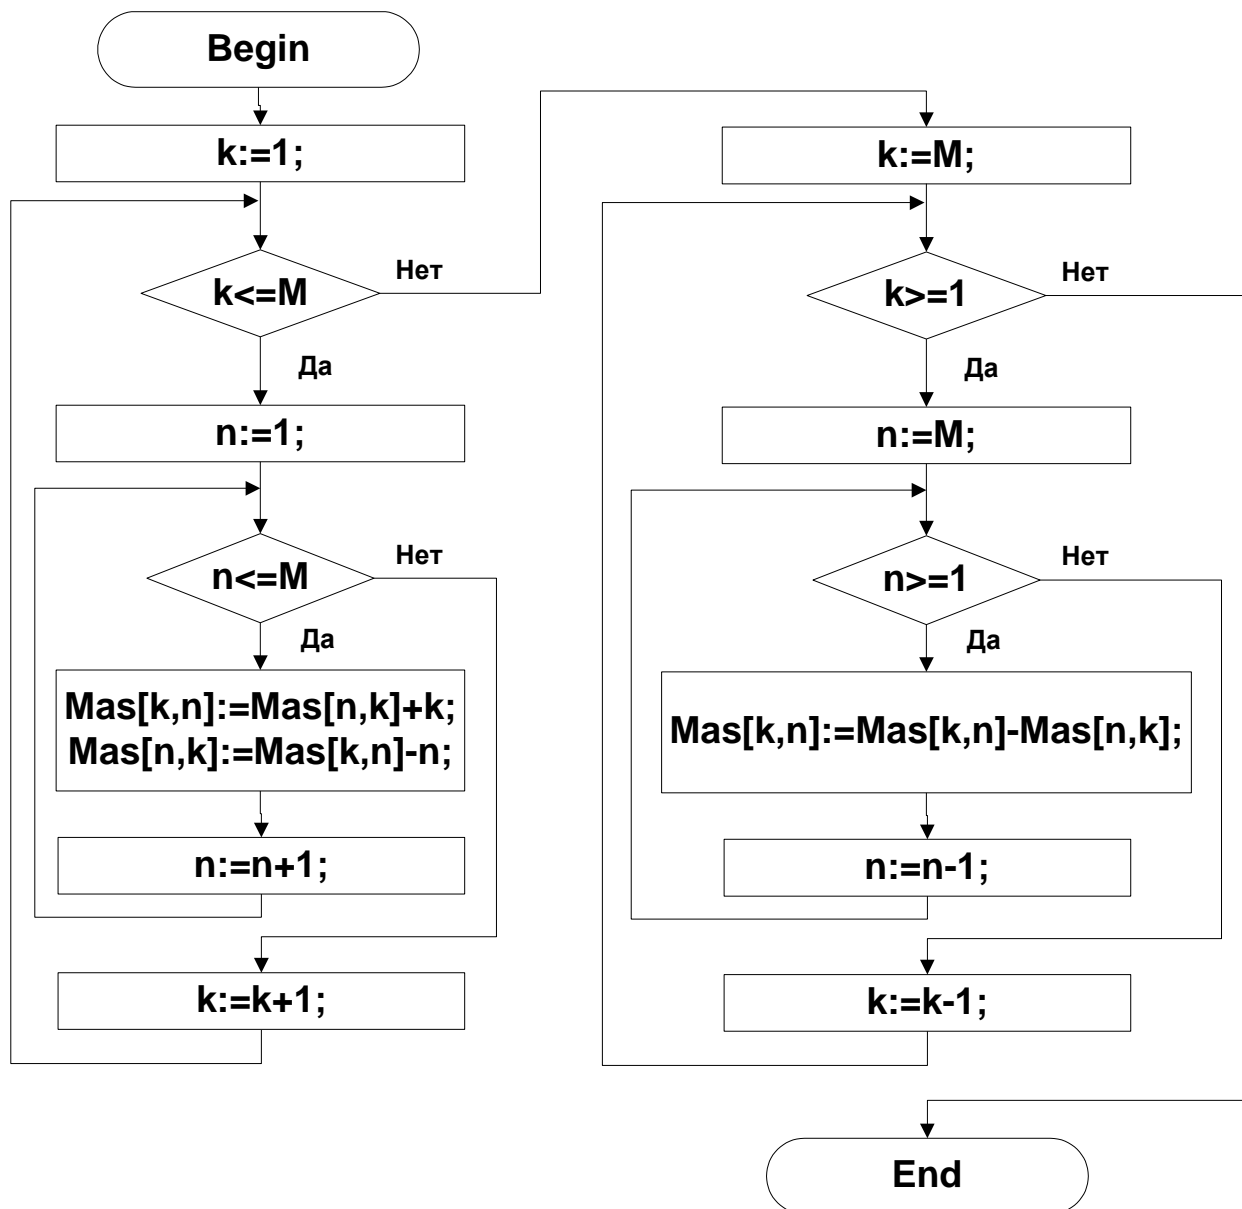 Begin
k:=1;
k<=M
Нет
Да
n:=1;
n<=M
Нет
Да
Mas[k,n]:=Mas[n,k]+k;
Mas[n,k]:=Mas[k,n]-n;
n:=n+1;
k:=k+1;
k:=M;
k>=1
Нет
Да
n:=M;
n>=1
Нет
Да
Mas[k,n]:=Mas[k,n]-Mas[n,k];
n:=n-1;
k:=k-1;
End